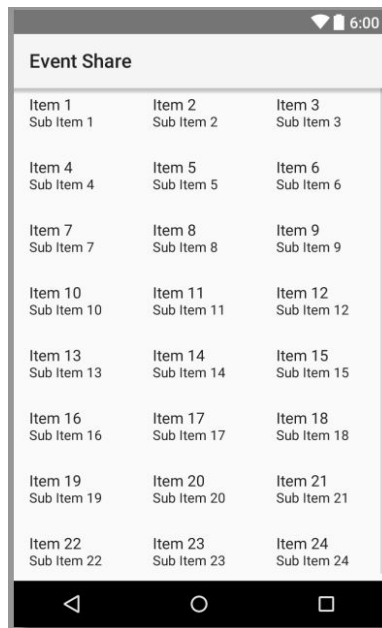 6:00
Event Share
Item 1 Item 2 Item 3
Sub Item 1 Sub Item 2 Sub Item 3
Item 4 Item 5 Item 6
Sub Item 4 Sub Item 5 Sub Item 6
Item 7 Item 8 Item 9
Sub Item 7 Sub Item 8 Sub Item 9
Item 10 Item 11 Item 12
Sub Item 10 Sub Item 11 Sub Item 12
Item 13 Item 14 Item 15
Sub Item 13 Sub Item 14 Sub Item 15
Item 16 Item 17 Item 18
Sub Item 16 Sub Item 17 Sub Item 18
Item 19 Item 20 Item 21
Sub Item 19 Sub Item 20 Sub Item 21
Item 22 Item 23 Item 24
Sub Item 22 Sub Item 23 Sub Item 24